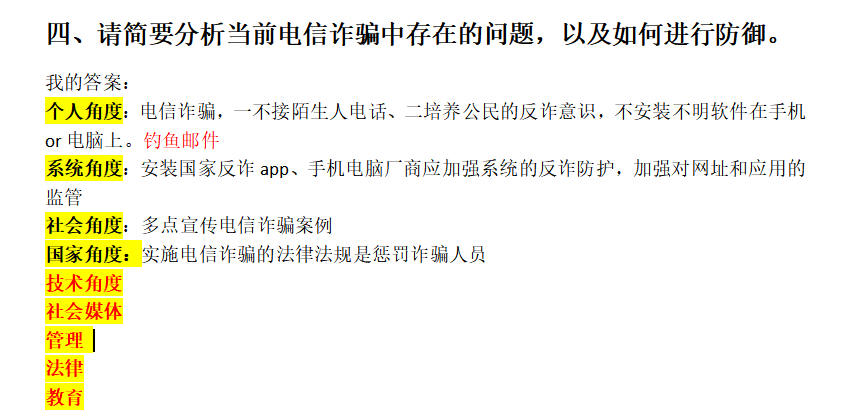 四、请简要分析当前电信诈骗中存在的问题，以及如何进行防御。
我的答案：
个人角度：电信诈骗，一不接陌生人电话、二培养公民的反诈意识，不安装不明软件在手机
or 电脑上。钓鱼邮件
系统角度：安装国家反诈 app、手机电脑厂商应加强系统的反诈防护，加强对网址和应用的
监管
社会角度：多点宣传电信诈骗案例
国家角度：实施电信诈骗的法律法规是惩罚诈骗人员
技术角度
社会媒体
管理
法律
教育